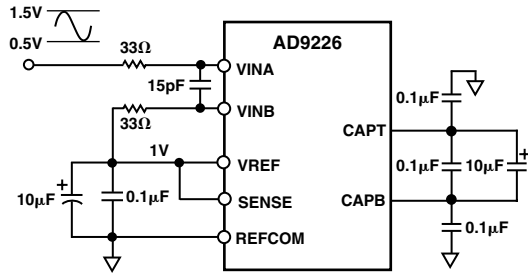 1.5V
0.5V
33Ω
AD9226
VINA
15pF
0.1μF
VINB
33Ω
CAPT
1V
VREF
0.1μF
10μF
+
+
10μF
0.1μF
SENSE
CAPB
REFCOM
0.1μF